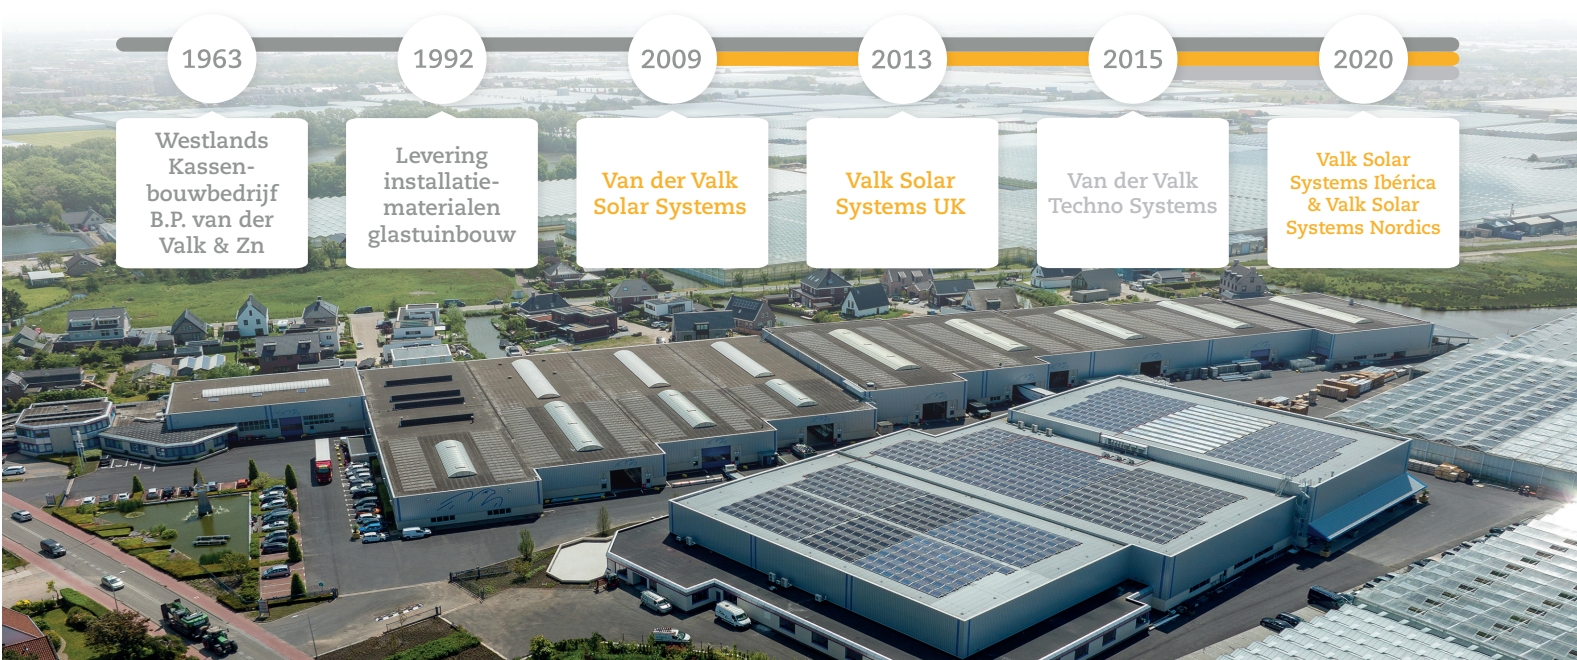 1963
1992
2009
2013
2015
2020
Westlands
Kassen-
bouwbedrijf
B.P. van der
Valk & Zn
Levering
installatie-
materialen
glastuinbouw
Van der Valk
Solar Systems
Valk Solar
Systems UK
Van der Valk
Techno Systems
Valk Solar
Systems Ibérica
& Valk Solar
Systems Nordics